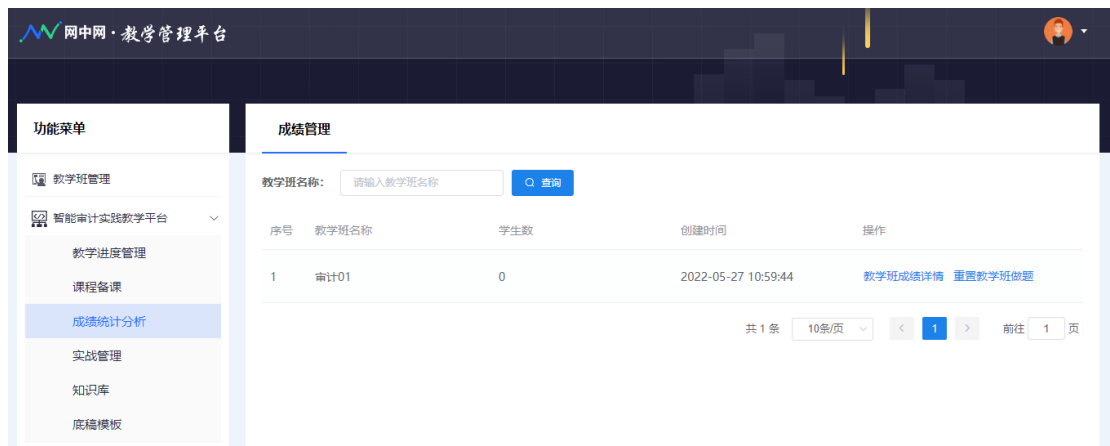 网中网·教学管理平台
功能菜单
教学班管理
智能审计实践教学平台
教学进度管理
课程备课
成绩统计分析
实战管理
知识库
底稿模板
成绩管理
教学班名称： 请输入教学班名称 查询
序号 教学班名称 学生数 创建时间 操作
1 审计01 0 2022-05-27 10:59:44 教学班成绩详情 重置教学班做题
共 1 条 10条/页 1 前往 1 页